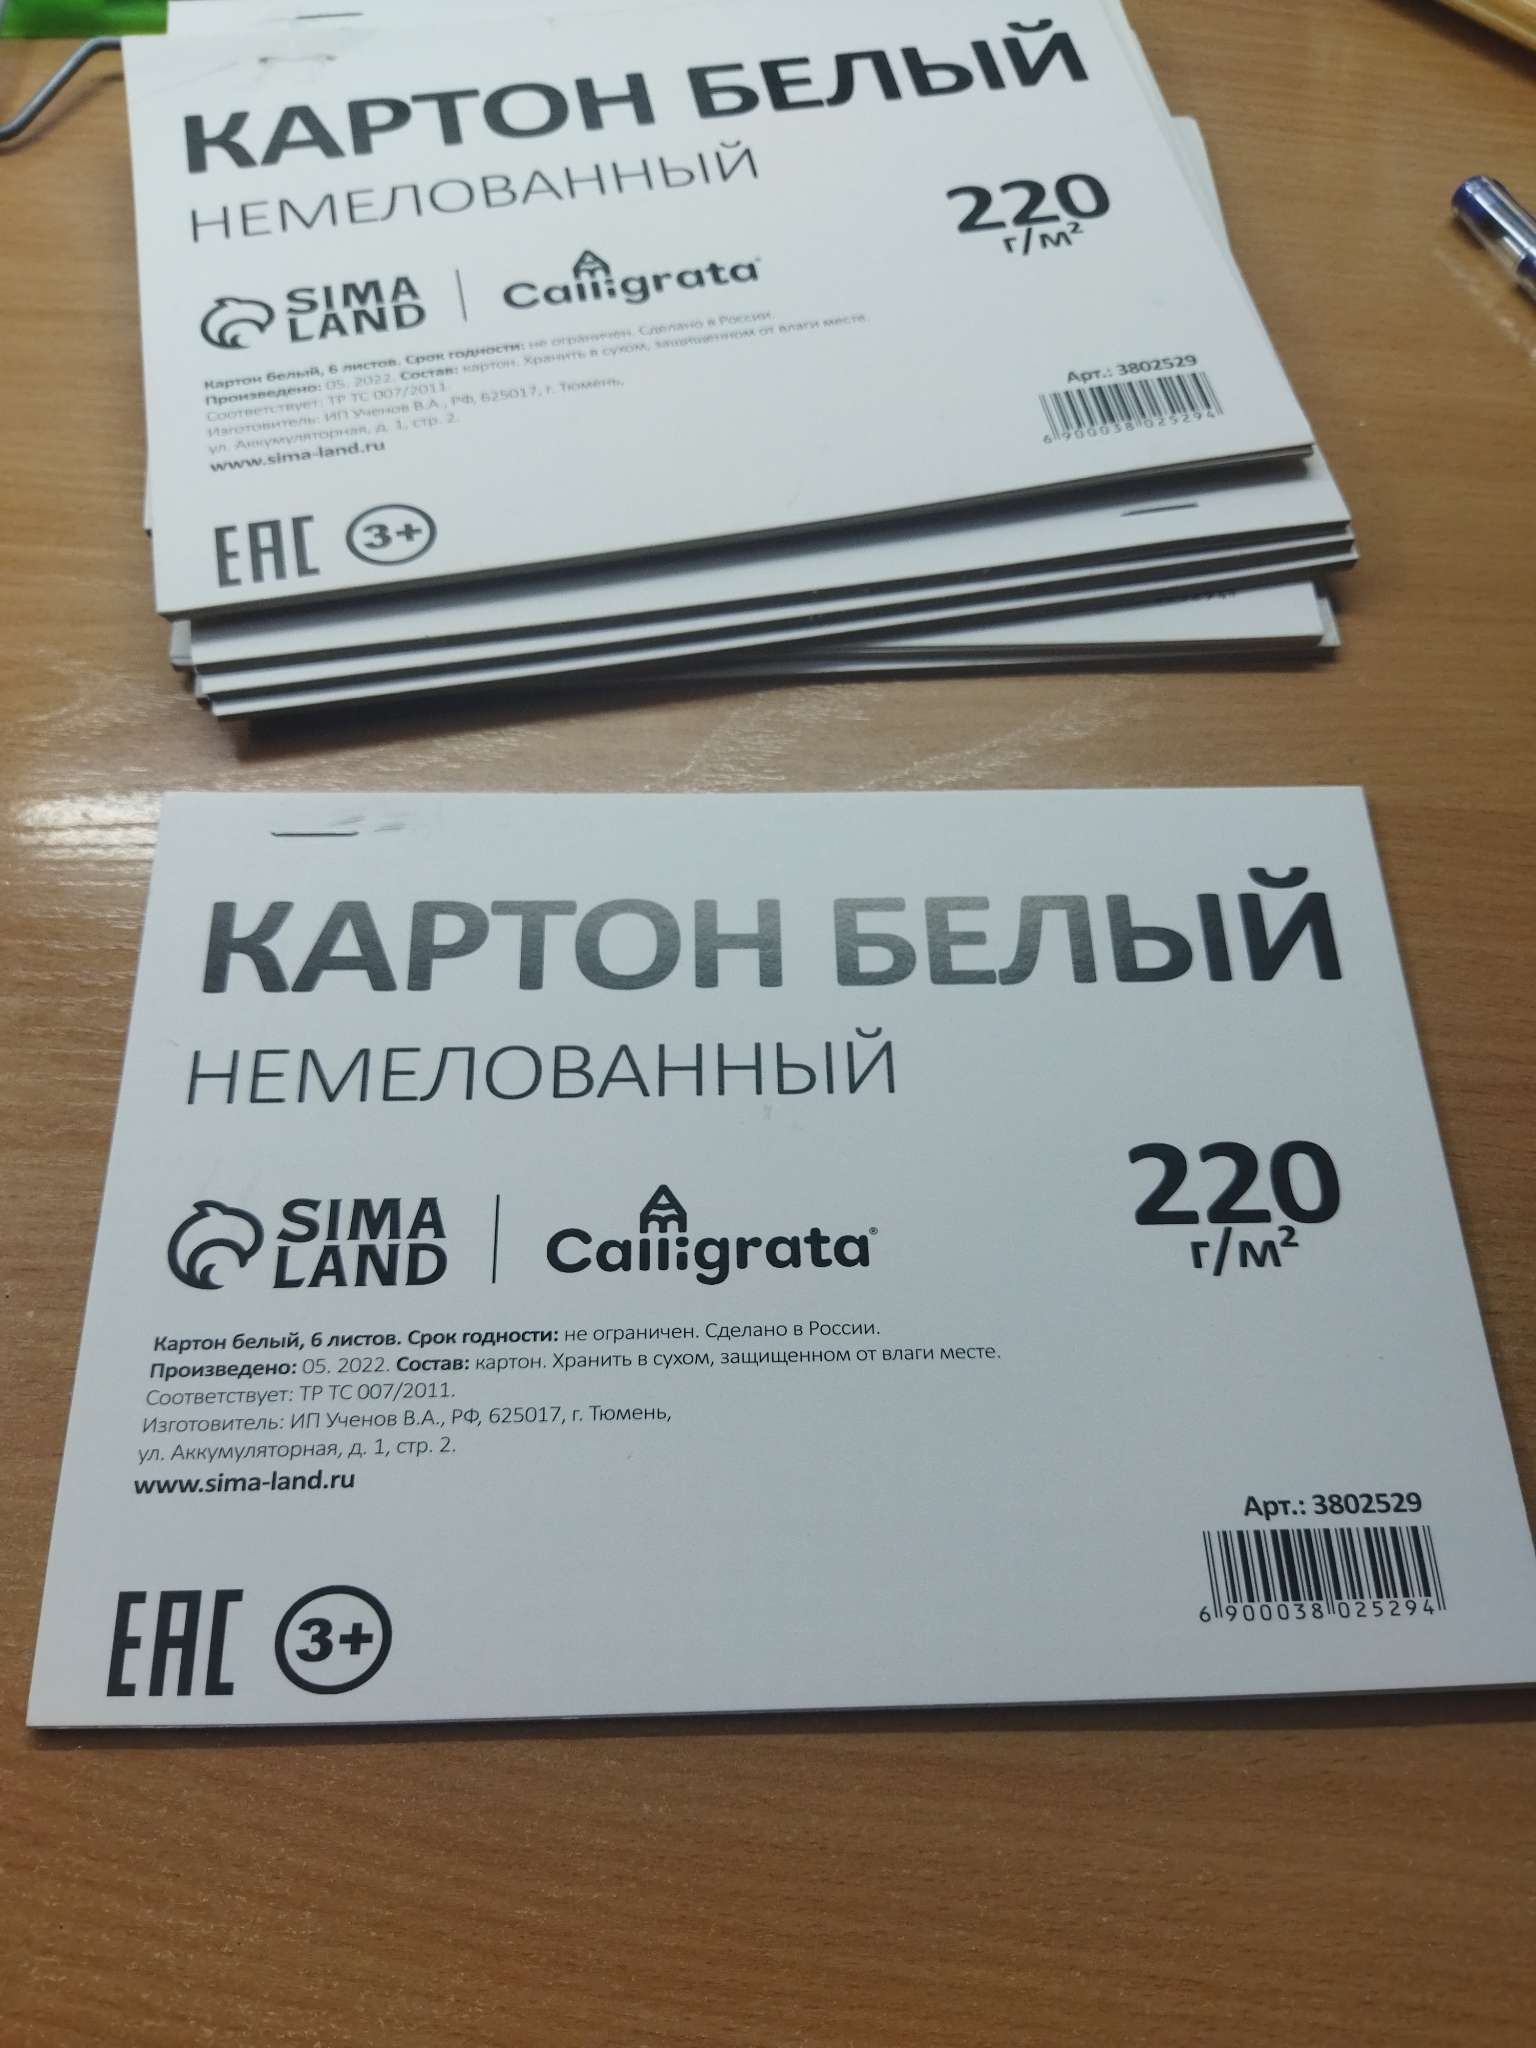 КАРТОН БЕЛЫЙ
НЕМЕЛОВАННЫЙ
220
г/м²
SIMA
LAND
Calligrata
Картон белый, 6 листов. Срок годности: не ограничен. Сделано в России.
Произведено: 05. 2022. Состав: картон. Хранить в сухом, защищенном от влаги месте.
Соответствует: ТР ТС 007/2011.
Изготовитель: ИП Ученов В.А., РФ, 625017, г. Тюмень,
ул. Аккумуляторная, д. 1, стр. 2.
www.sima-land.ru
Арт.: 3802529
6 900038 025294
EAC 3+
КАРТОН БЕЛЫЙ
НЕМЕЛОВАННЫЙ
220
г/м²
SIMA
LAND
Calligrata®
Картон белый, 6 листов. Срок годности: не ограничен. Сделано в России.
Произведено: 05. 2022. Состав: картон. Хранить в сухом, защищенном от влаги месте.
Соответствует: ТР ТС 007/2011.
Изготовитель: ИП Ученов В.А., РФ, 625017, г. Тюмень,
ул. Аккумуляторная, д. 1, стр. 2.
www.sima-land.ru
Арт.: 3802529
6 900038 025294
EAC 3+